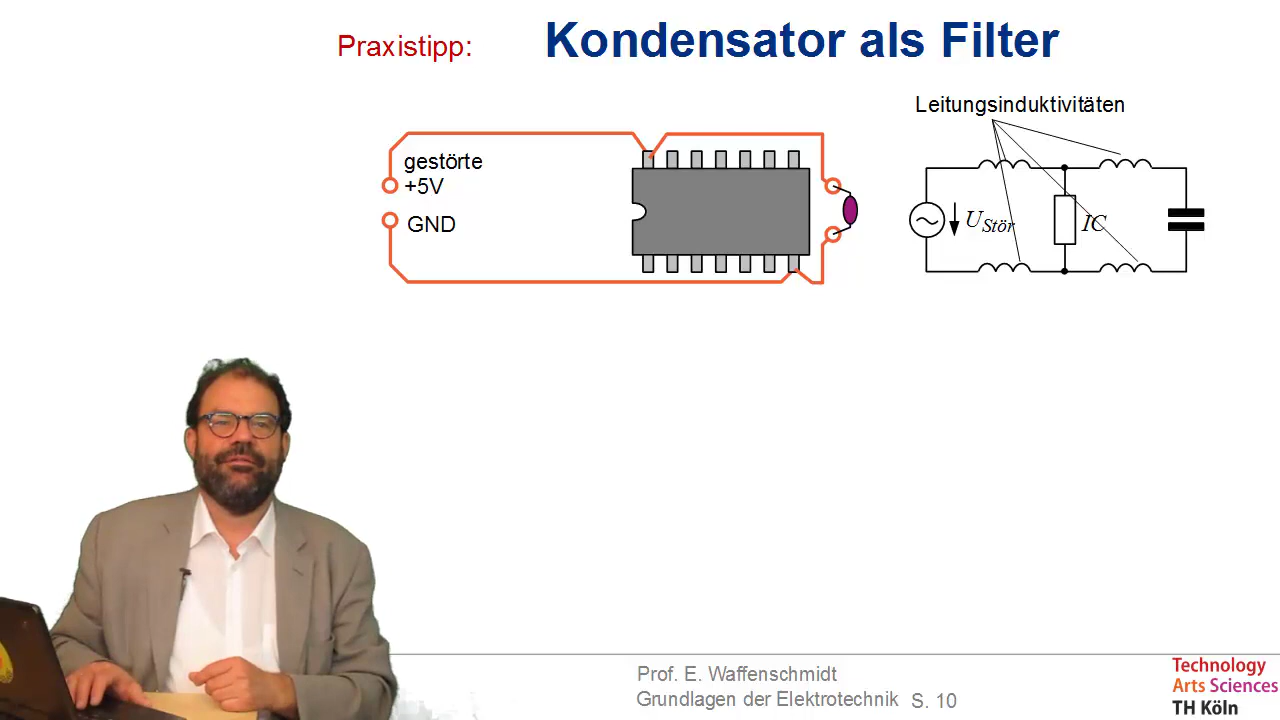 Praxistipp: Kondensator als Filter
Leitungsinduktivitäten
gestörte
+5V
GND
U Stör
IC
Prof. E. Waffenschmidt
Grundlagen der Elektrotechnik S. 10
Technology
Arts Sciences
TH Köln